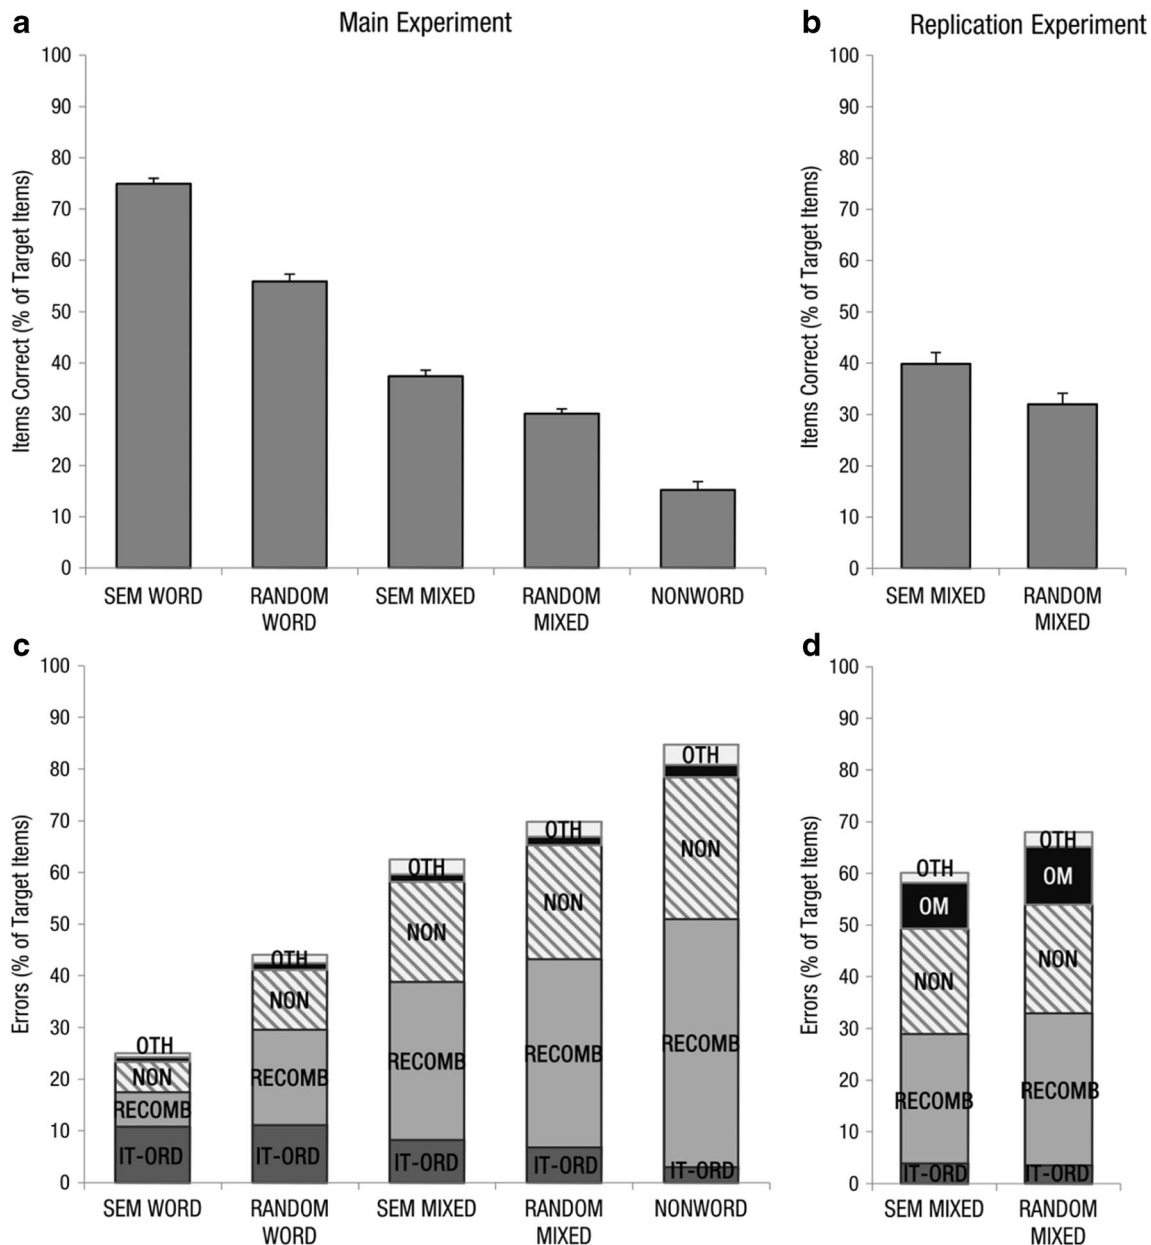 a
Main Experiment
b
Replication Experiment
Items Correct (% of Target Items)
100
90
80
70
60
50
40
30
20
10
0
SEM WORD
RANDOM
WORD
SEM MIXED
RANDOM
MIXED
NONWORD
Items Correct (% of Target Items)
100
90
80
70
60
50
40
30
20
10
0
SEM MIXED
RANDOM
MIXED
c
Errors (% of Target Items)
100
90
80
70
60
50
40
30
20
10
0
OTH
NON
RECOMB
IT-ORD
OTH
NON
RECOMB
IT-ORD
OTH
NON
RECOMB
IT-ORD
OTH
NON
RECOMB
IT-ORD
OTH
NON
RECOMB
IT-ORD
SEM WORD
RANDOM
WORD
SEM MIXED
RANDOM
MIXED
NONWORD
d
Errors (% of Target Items)
100
90
80
70
60
50
40
30
20
10
0
OTH
OM
NON
RECOMB
IT-ORD
OTH
OM
NON
RECOMB
IT-ORD
SEM MIXED
RANDOM
MIXED